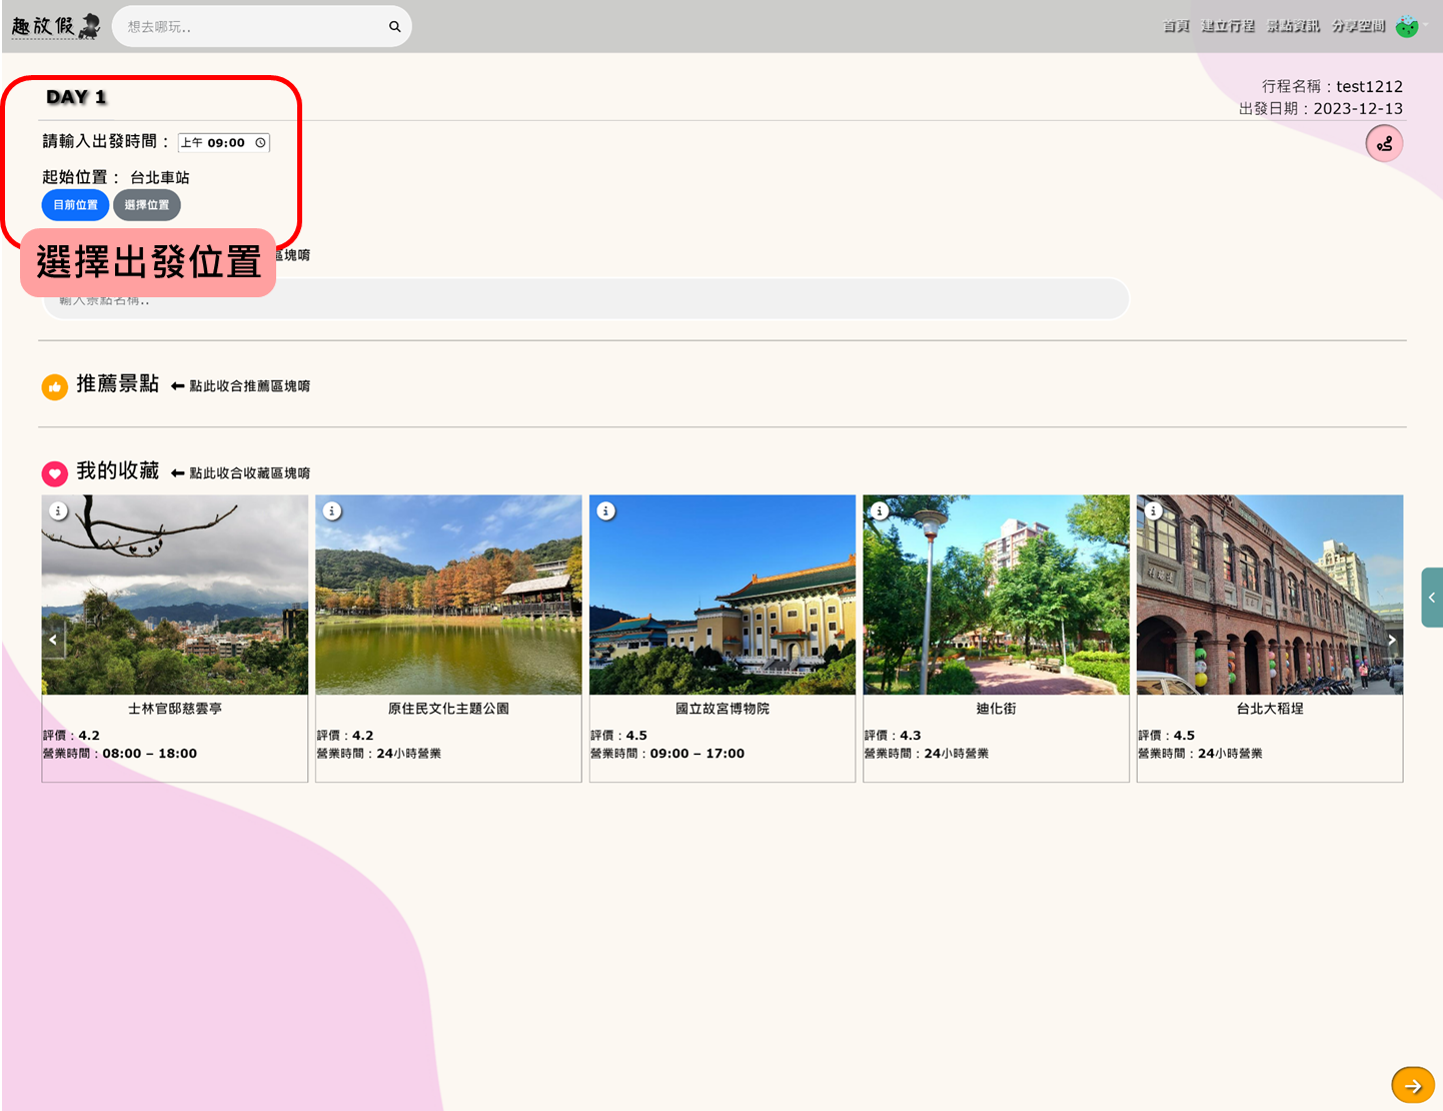 趣放假
想去哪玩..
首頁 建立行程 景點資訊 分享空間
DAY 1
行程名稱：test1212
出發日期：2023-12-13
請輸入出發時間： 上午 09:00
起始位置： 台北車站
目前位置 選擇位置
選擇出發位置
區塊唷
輸入景點名稱..
推薦景點 ⬅ 點此收合推薦區塊唷
我的收藏 ⬅ 點此收合收藏區塊唷
士林官邸慈雲亭
評價：4.2
營業時間：08:00 – 18:00
原住民文化主題公園
評價：4.2
營業時間：24小時營業
國立故宮博物院
評價：4.5
營業時間：09:00 – 17:00
迪化街
評價：4.3
營業時間：24小時營業
台北大稻埕
評價：4.5
營業時間：24小時營業